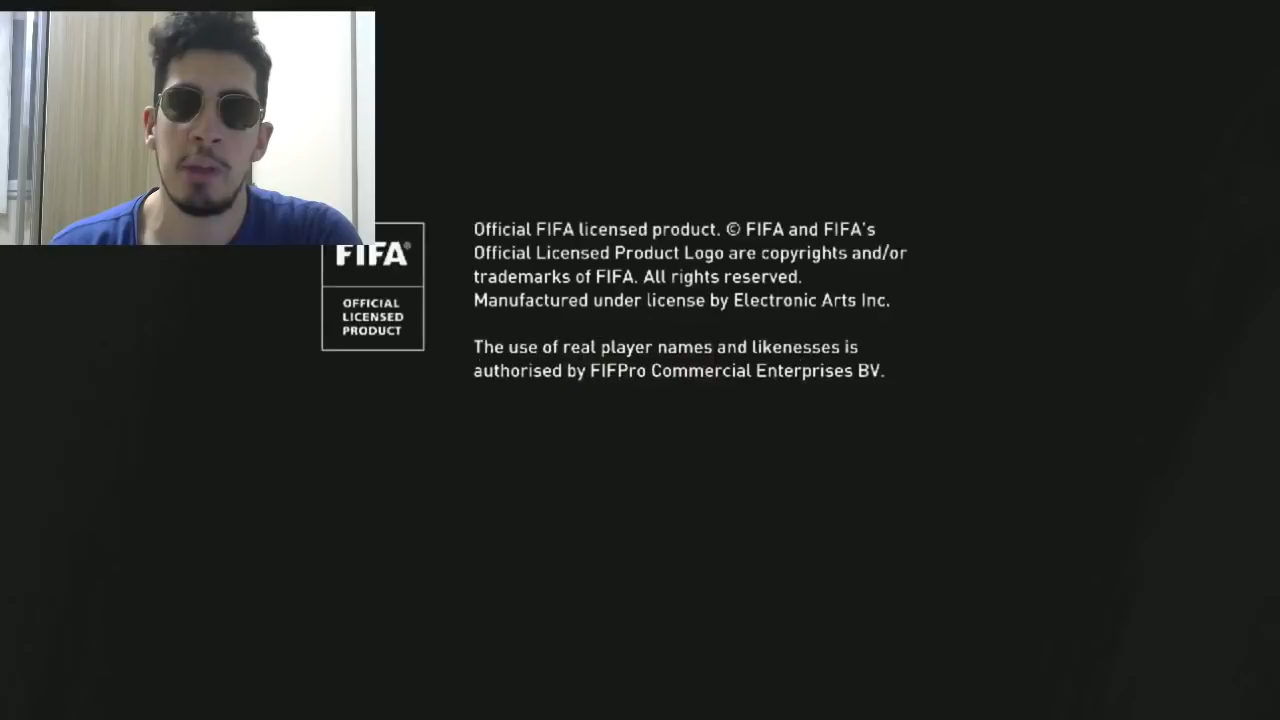 FIFA®
OFFICIAL
LICENSED
PRODUCT
Official FIFA licensed product. © FIFA and FIFA's
Official Licensed Product Logo are copyrights and/or
trademarks of FIFA. All rights reserved.
Manufactured under license by Electronic Arts Inc.
The use of real player names and likenesses is
authorised by FIFPro Commercial Enterprises BV.